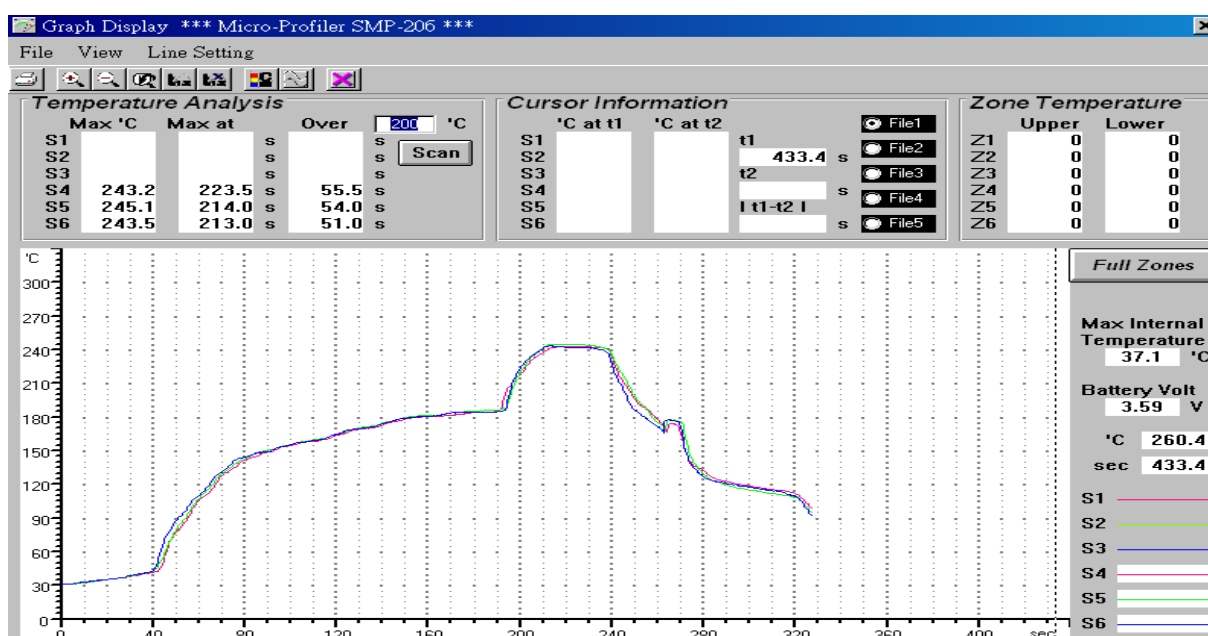 Graph Display *** Micro-Profiler SMP-206 ***
File View Line Setting
Temperature Analysis
Max 'C Max at Over 200 'C
S1 s s
S2 s s Scan
S3 s s
S4 243.2 223.5 s 55.5 s
S5 245.1 214.0 s 54.0 s
S6 243.5 213.0 s 51.0 s
Cursor Information
'C at t1 'C at t2
S1 t1
S2 433.4 s
S3 t2
S4 s
S5 | t1-t2 |
S6 s
File1
File2
File3
File4
File5
Zone Temperature
Upper Lower
Z1 0 0
Z2 0 0
Z3 0 0
Z4 0 0
Z5 0 0
Z6 0 0
'C
300
270
240
210
180
150
120
90
60
30
0
0 40 80 120 160 200 240 280 320 360 400 sec
Full Zones
Max Internal
Temperature
37.1 'C
Battery Volt
3.59 V
'C 260.4
sec 433.4
S1
S2
S3
S4
S5
S6